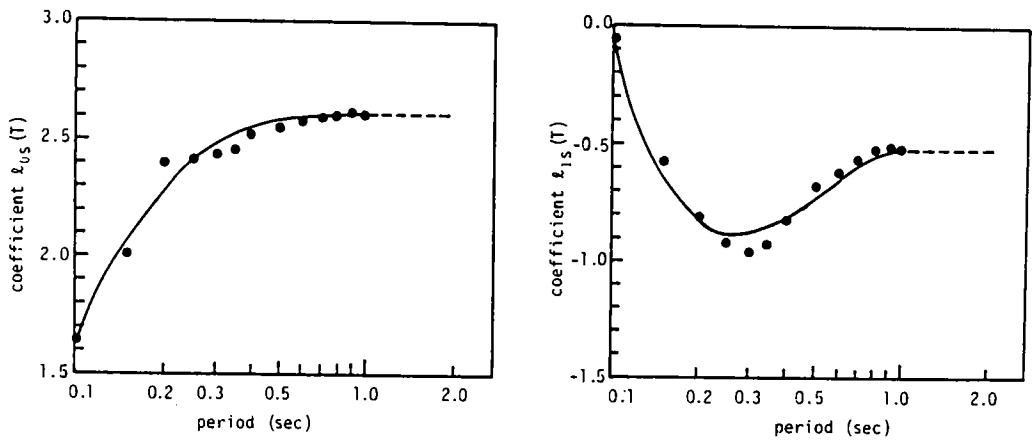 3.0
2.5
2.0
1.5
coefficient ℓ0S(T)
0.1 0.2 0.3 0.5 1.0 2.0
period (sec)
0.0
-0.5
-1.0
-1.5
coefficient ℓ1S(T)
0.1 0.2 0.3 0.5 1.0 2.0
period (sec)